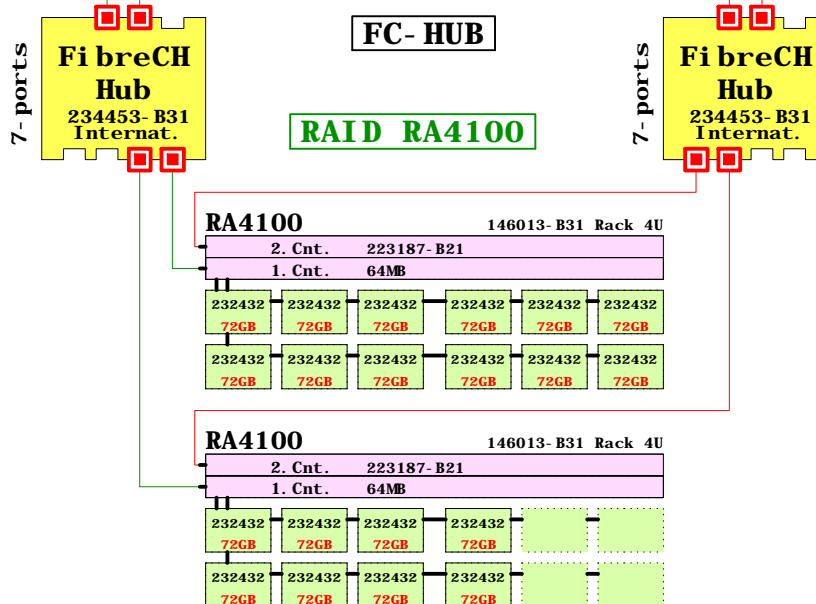 FC-HUB
7-ports
FibreCH
Hub
234453-B31
Internat.
7-ports
FibreCH
Hub
234453-B31
Internat.
RAID RA4100
RA4100 146013-B31 Rack 4U
2. Cnt. 223187-B21
1. Cnt. 64MB
232432 232432 232432 232432 232432 232432
72GB 72GB 72GB 72GB 72GB 72GB
232432 232432 232432 232432 232432 232432
72GB 72GB 72GB 72GB 72GB 72GB
RA4100 146013-B31 Rack 4U
2. Cnt. 223187-B21
1. Cnt. 64MB
232432 232432 232432 232432
72GB 72GB 72GB 72GB
232432 232432 232432 232432
72GB 72GB 72GB 72GB